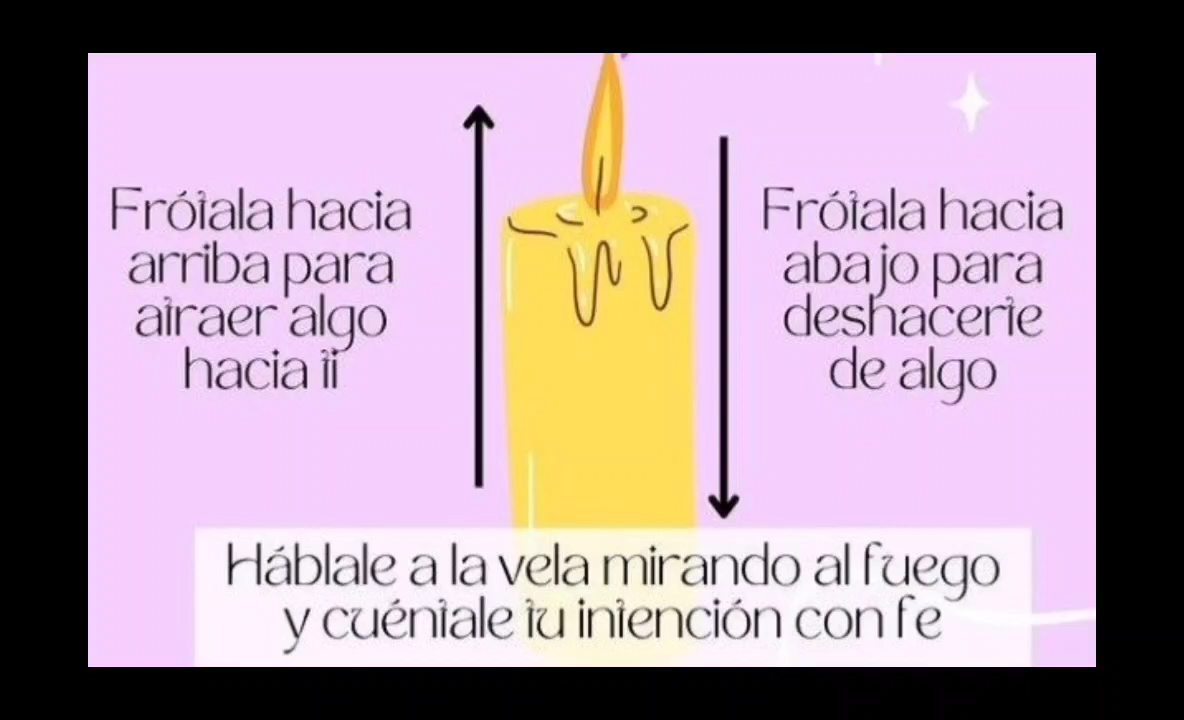 Frótala hacia
arriba para
atraer algo
hacia ti
Frótala hacia
abajo para
deshacerte
de algo
Háblale a la vela mirando al fuego
y cuéntale tu intención con fe